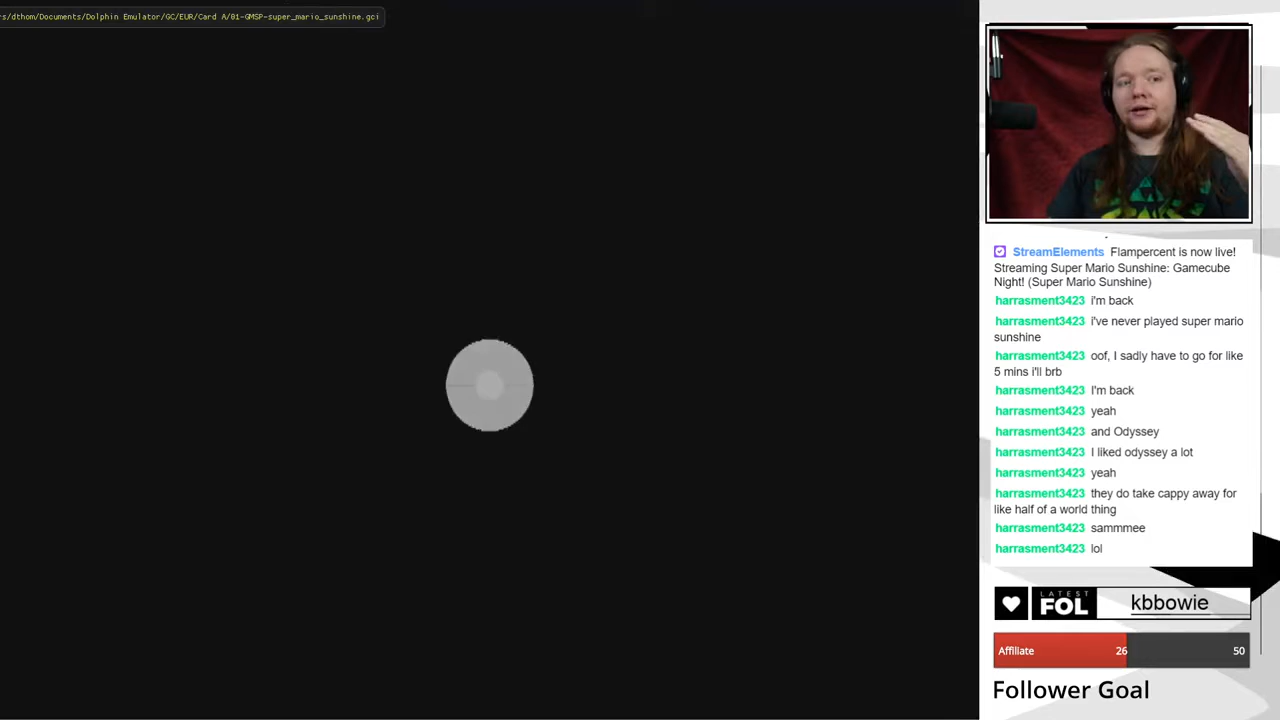 s/dthom/Documents/Dolphin Emulator/GC/EUR/Card A/01-GMSP-super_mario_sunshine.gci
StreamElements Flampercent is now live!
Streaming Super Mario Sunshine: Gamecube
Night! (Super Mario Sunshine)
harrasment3423 i'm back
harrasment3423 i've never played super mario
sunshine
harrasment3423 oof, I sadly have to go for like
5 mins i'll brb
harrasment3423 I'm back
harrasment3423 yeah
harrasment3423 and Odyssey
harrasment3423 I liked odyssey a lot
harrasment3423 yeah
harrasment3423 they do take cappy away for
like half of a world thing
harrasment3423 sammmee
harrasment3423 lol
LATEST
FOL
kbbowie
Affiliate 26 50
Follower Goal